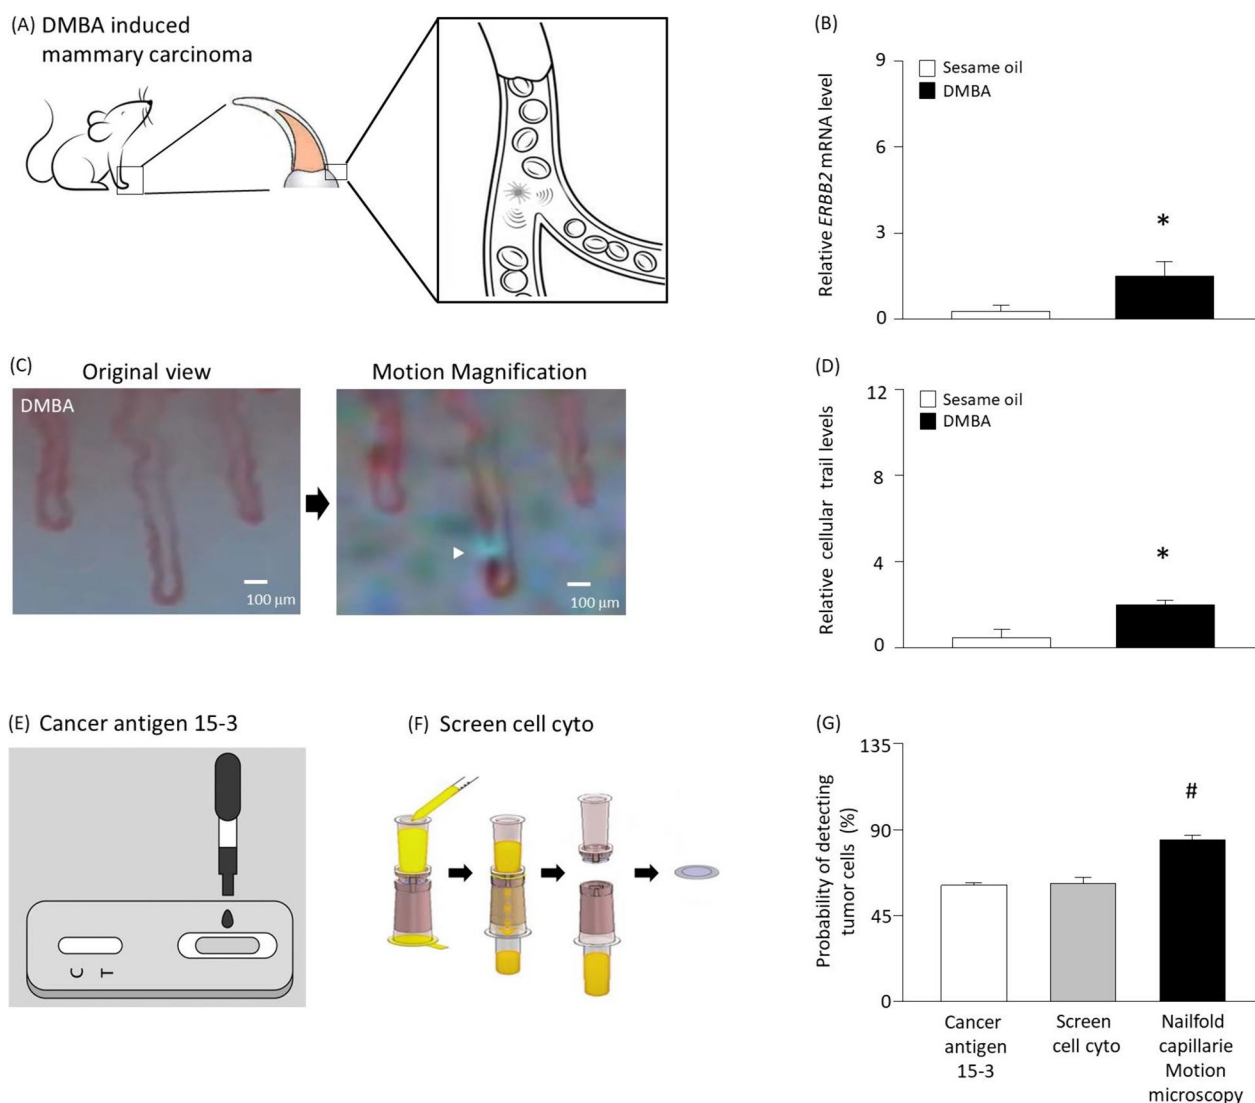 (A) DMBA induced
mammary carcinoma
(B)
Relative ERBB2 mRNA level
9
6
3
0
Sesame oil
DMBA
*
(C)
Original view
Motion Magnification
DMBA
100 μm
100 μm
(D)
Relative cellular trail levels
12
8
4
0
Sesame oil
DMBA
*
(E) Cancer antigen 15-3
C
T
(F) Screen cell cyto
(G)
Probability of detecting
tumor cells (%)
135
90
45
0
#
Cancer
antigen
15-3
Screen
cell cyto
Nailfold
capillarie
Motion
microscopy